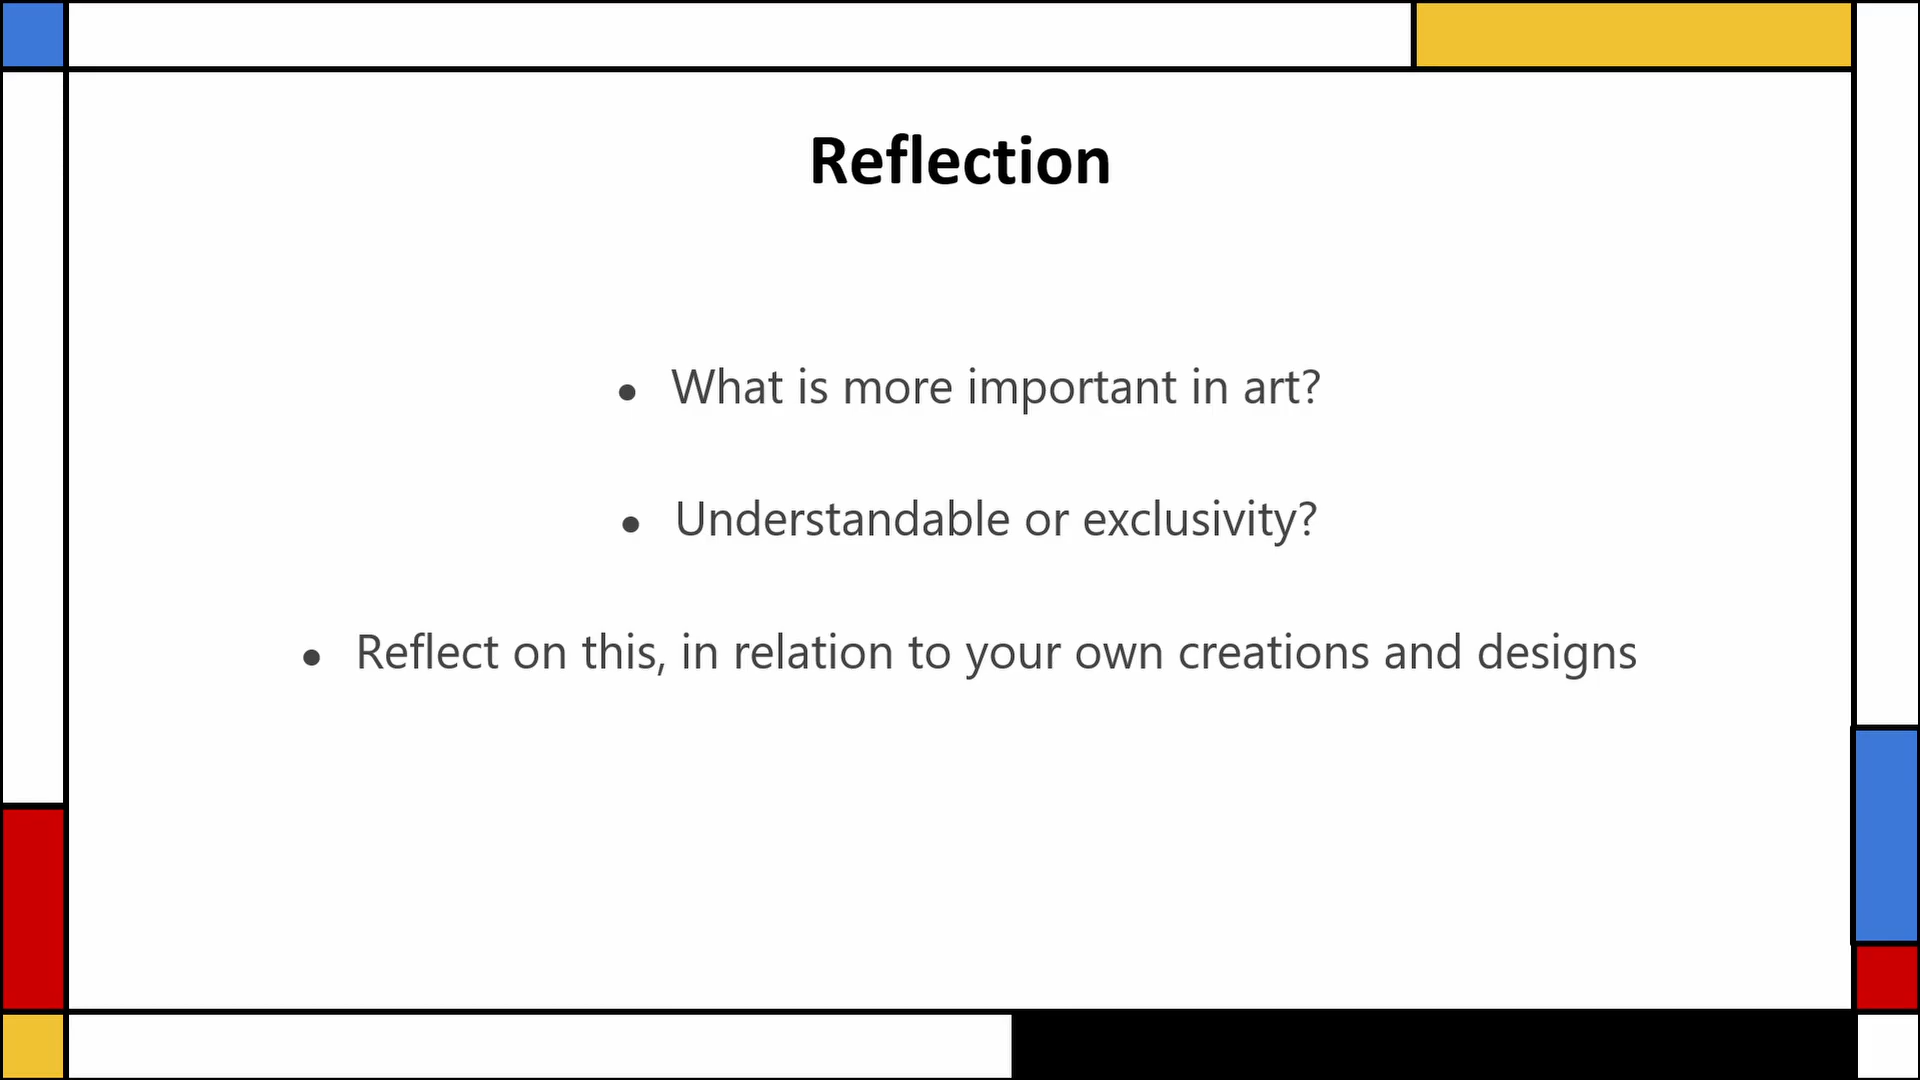 Reflection
● What is more important in art?
● Understandable or exclusivity?
● Reflect on this, in relation to your own creations and designs